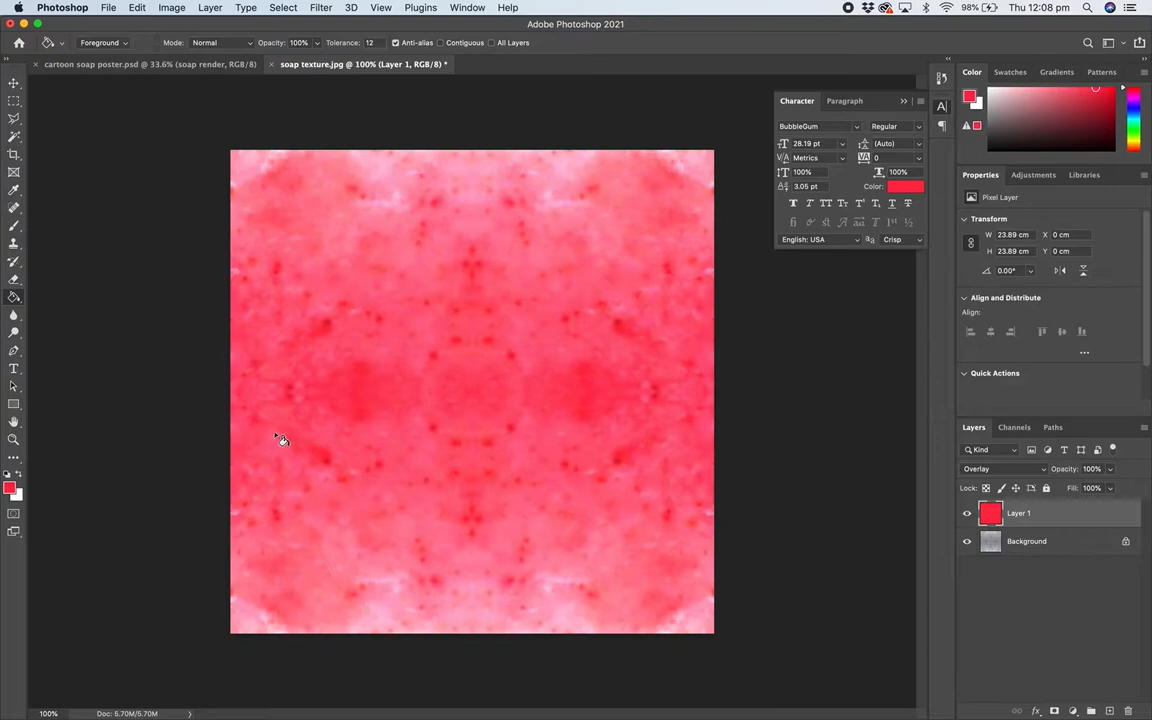 Photoshop File Edit Image Layer Type Select Filter 3D View Plugins Window Help 98% Thu 12:08 pm
Adobe Photoshop 2021
Foreground Mode: Normal Opacity: 100% Tolerance: 12 Anti-alias Contiguous All Layers
cartoon soap poster.psd @ 33.6% (soap render, RGB/8) soap texture.jpg @ 100% (Layer 1, RGB/8) *
Color Swatches Gradients Patterns
Character Paragraph
BubbleGum Regular
28.19 pt (Auto)
Metrics 0
100% 100%
3.05 pt Color:
English: USA Crisp
Properties Adjustments Libraries
Pixel Layer
Transform
W 23.89 cm X 0 cm
H 23.89 cm Y 0 cm
0.00°
Align and Distribute
Align:
Quick Actions
Layers Channels Paths
Kind
Overlay Opacity: 100%
Lock: Fill: 100%
Layer 1
Background
100% Doc: 5.70M/5.70M